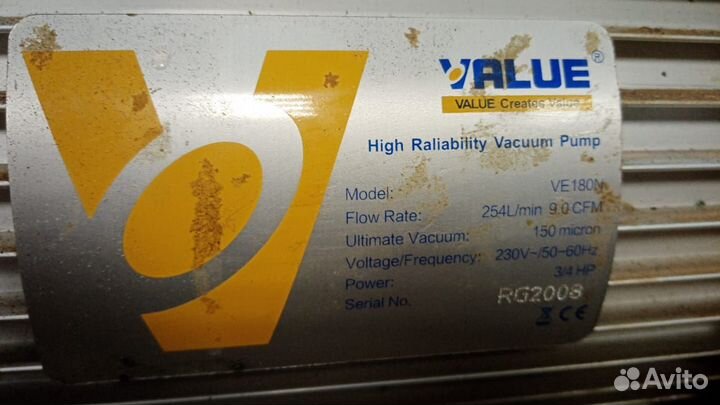 VALUE ®
VALUE Creates Value
High Raliability Vacuum Pump
Model: VE180N
Flow Rate: 254L/min 9.0 CFM
Ultimate Vacuum: 150 micron
Voltage/Frequency: 230V~/50-60Hz
Power: 3/4 HP
Serial No. RG2008
CE
Avito